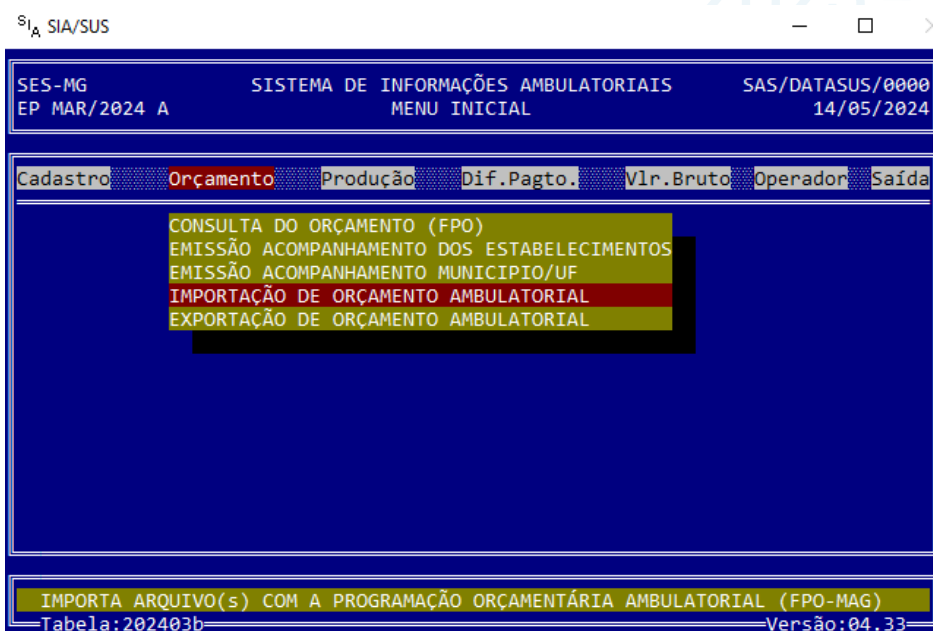 SIA SIA/SUS
SES-MG SISTEMA DE INFORMAÇÕES AMBULATORIAIS SAS/DATASUS/0000
EP MAR/2024 A MENU INICIAL 14/05/2024
Cadastro Orçamento Produção Dif.Pagto. Vlr.Bruto Operador Saída
CONSULTA DO ORÇAMENTO (FPO)
EMISSÃO ACOMPANHAMENTO DOS ESTABELECIMENTOS
EMISSÃO ACOMPANHAMENTO MUNICIPIO/UF
IMPORTAÇÃO DE ORÇAMENTO AMBULATORIAL
EXPORTAÇÃO DE ORÇAMENTO AMBULATORIAL
IMPORTA ARQUIVO(s) COM A PROGRAMAÇÃO ORÇAMENTÁRIA AMBULATORIAL (FPO-MAG)
Tabela:202403b Versão:04.33